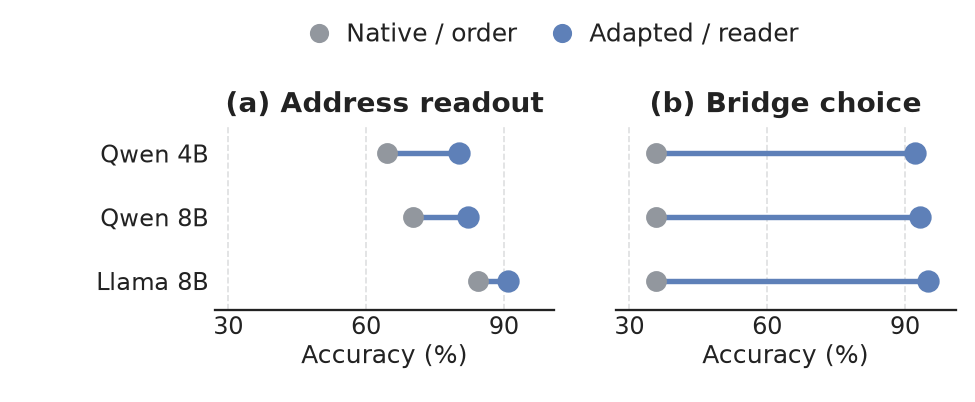 Native / order Adapted / reader
(a) Address readout (b) Bridge choice
Qwen 4B
Qwen 8B
Llama 8B
30 60 90 30 60 90
Accuracy (%) Accuracy (%)